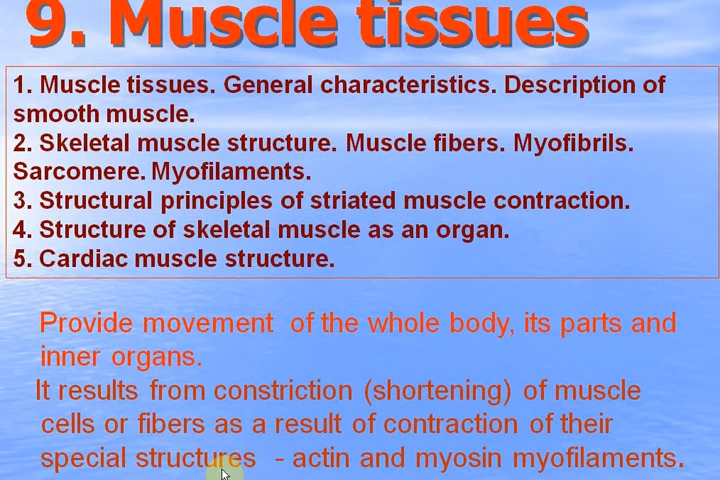 9. Muscle tissues
1. Muscle tissues. General characteristics. Description of
smooth muscle.
2. Skeletal muscle structure. Muscle fibers. Myofibrils.
Sarcomere. Myofilaments.
3. Structural principles of striated muscle contraction.
4. Structure of skeletal muscle as an organ.
5. Cardiac muscle structure.
Provide movement of the whole body, its parts and
inner organs.
It results from constriction (shortening) of muscle
cells or fibers as a result of contraction of their
special structures - actin and myosin myofilaments.